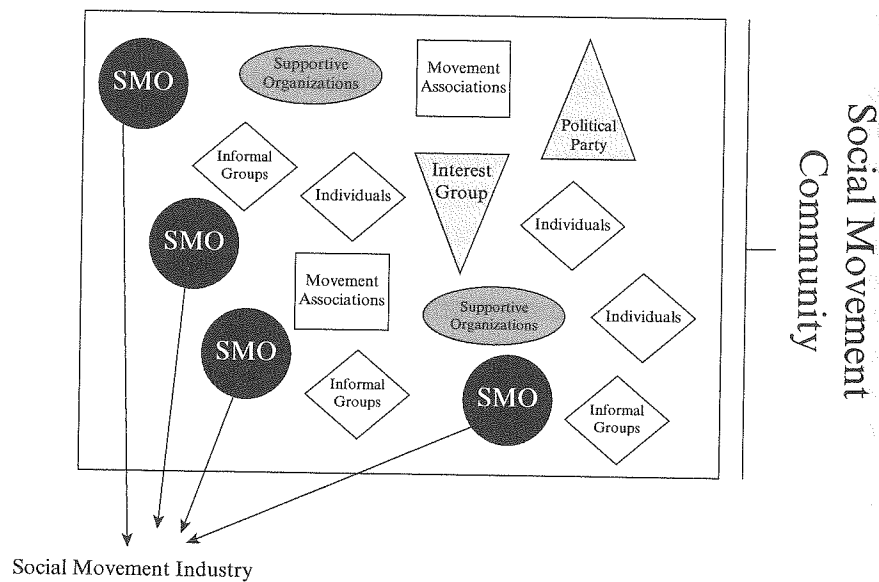 SMO
Supportive
Organizations
Movement
Associations
Political
Party
Informal
Groups
Individuals
Interest
Group
Individuals
SMO
Movement
Associations
Supportive
Organizations
Individuals
SMO
Informal
Groups
SMO
Informal
Groups
Social Movement
Community
Social Movement Industry